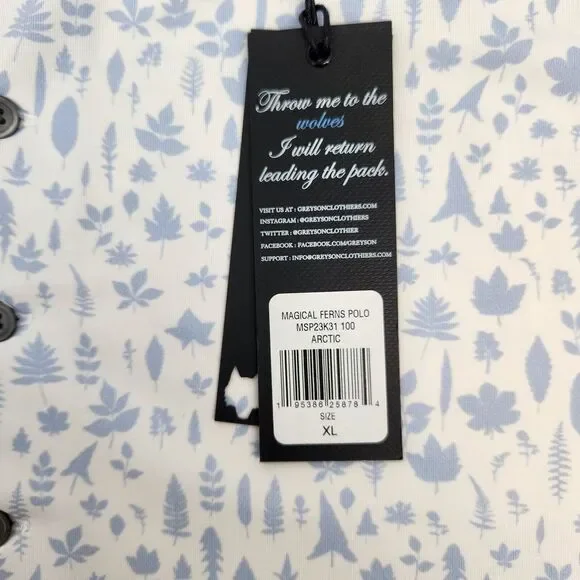 Throw me to the
wolves
I will return
leading the pack.
VISIT US AT : GREYSONCLOTHIERS.COM
INSTAGRAM : @GREYSONCLOTHIERS
TWITTER : @GREYSONCLOTHIER
FACEBOOK : FACEBOOK.COM/GREYSON
SUPPORT : INFO@GREYSONCLOTHIERS.COM
MAGICAL FERNS POLO
MSP23K31 100
ARCTIC
1 95386 25878 4
SIZE
XL